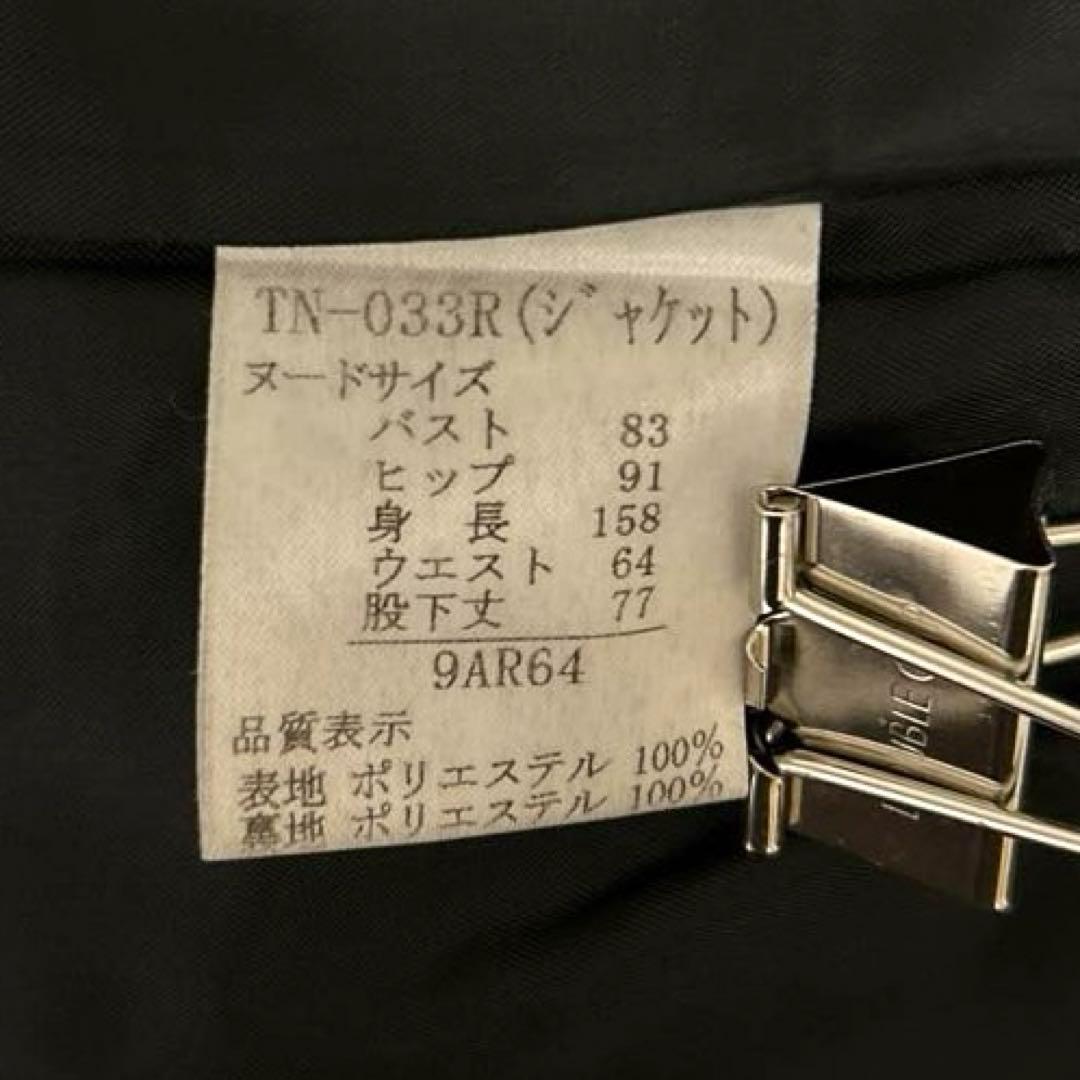 TN-033R(ジャケット)
ヌードサイズ
バスト 83
ヒップ 91
身 長 158
ウエスト 64
股下丈 77
9AR64
品質表示
表地 ポリエステル 100%
裏地 ポリエステル 100%